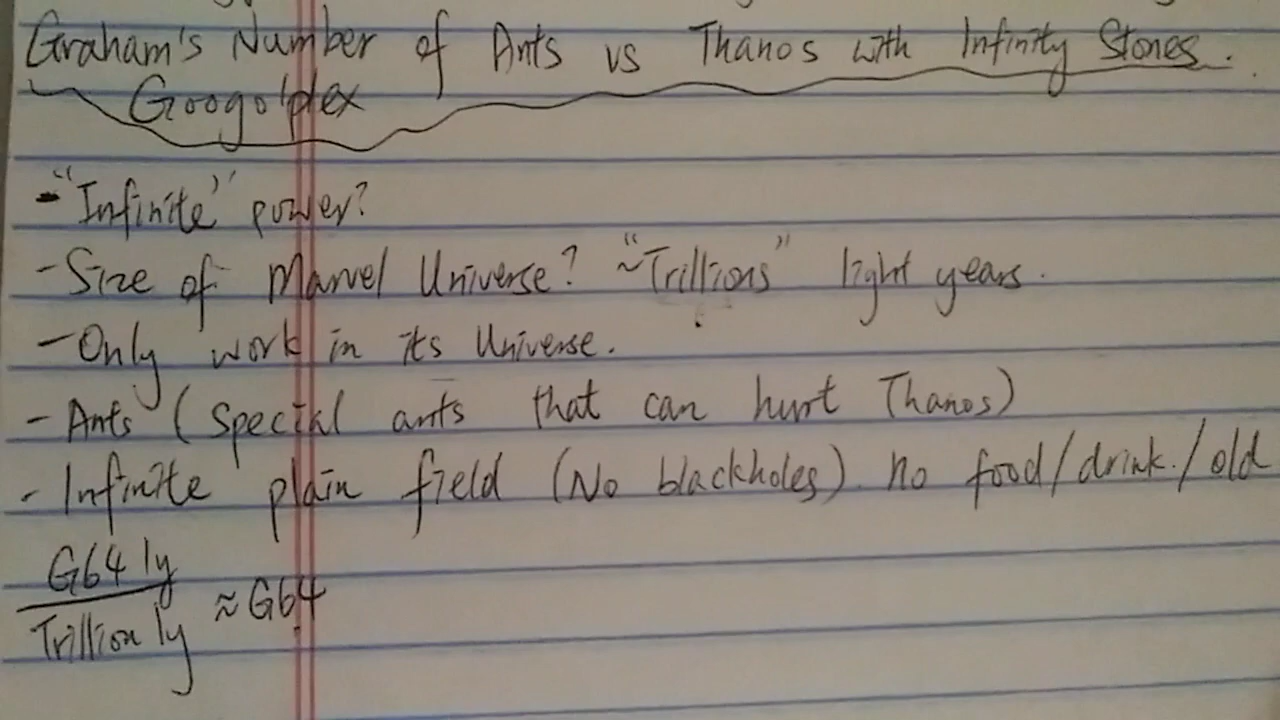 Graham's Number of Ants vs Thanos with Infinity Stones.
Googolplex
- "Infinite" power?
- Size of Marvel Universe? ~"Trillions" light years.
- Only work in its Universe.
- Ants (special ants that can hurt Thanos)
- Infinite plain field (No blackholes). no food/drink/old
G64 ly
Trillion ly ≈ G64